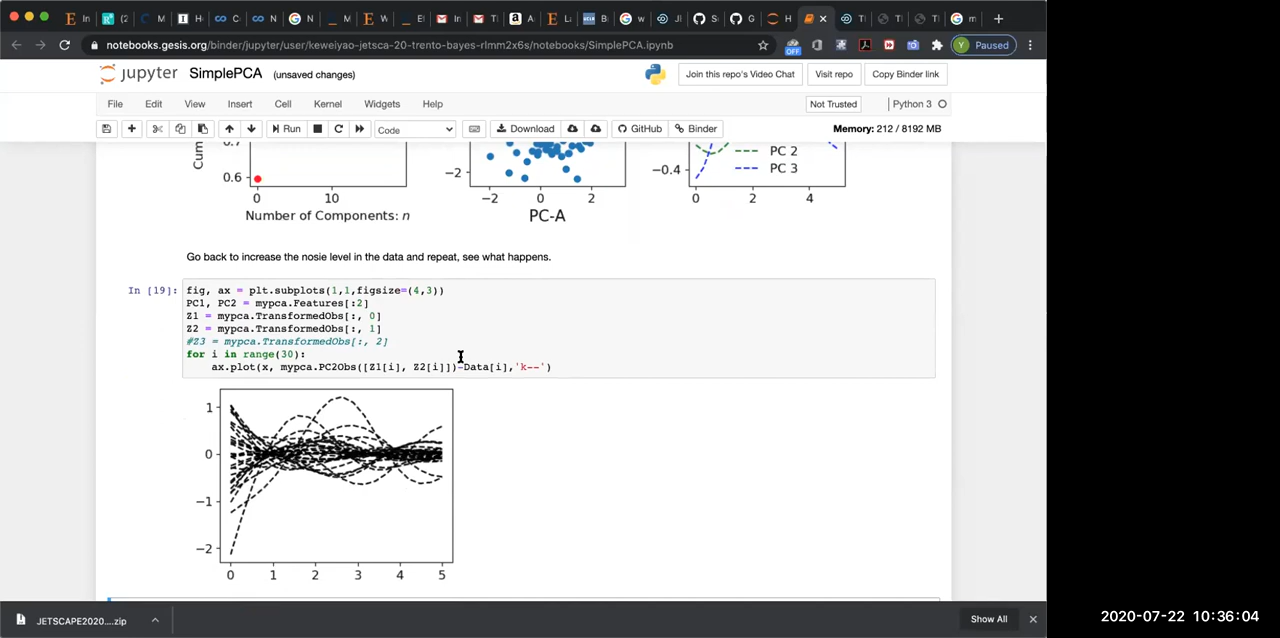 notebooks.gesis.org/binder/jupyter/user/keweiyao-jetsca-20-trento-bayes-rlmm2x6s/notebooks/SimplePCA.ipynb
OFF
Y Paused
jupyter SimplePCA (unsaved changes)
Join this repo's Video Chat
Visit repo
Copy Binder link
File Edit View Insert Cell Kernel Widgets Help
Not Trusted
Python 3
Run
Code
Download
GitHub
Binder
Memory: 212 / 8192 MB
0.7
0.6
0 10
Number of Components: n
−2
−2 0 2
PC-A
PC 2
PC 3
−0.4
0 2 4
Go back to increase the nosie level in the data and repeat, see what happens.
In [19]:
fig, ax = plt.subplots(1,1,figsize=(4,3))
PC1, PC2 = mypca.Features[:2]
Z1 = mypca.TransformedObs[:, 0]
Z2 = mypca.TransformedObs[:, 1]
#Z3 = mypca.TransformedObs[:, 2]
for i in range(30):
ax.plot(x, mypca.PC2Obs([Z1[i], Z2[i]])-Data[i],'k--')
1
0
−1
−2
0 1 2 3 4 5
JETSCAPE2020....zip
Show All
2020-07-22 10:36:04